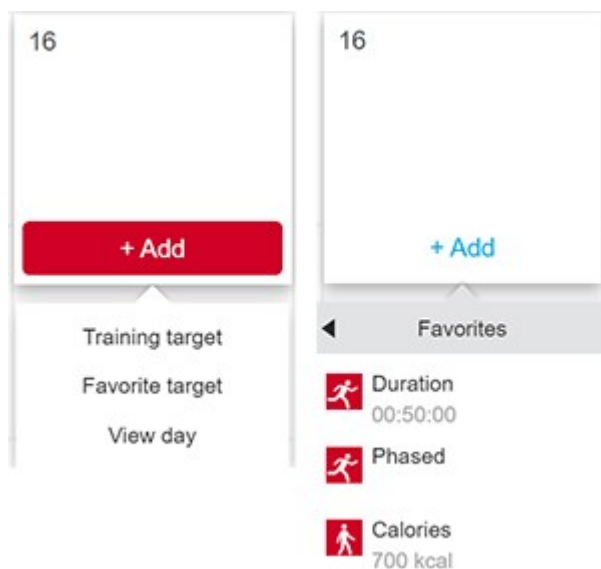 16
+ Add
Training target
Favorite target
View day
16
+ Add
Favorites
Duration
00:50:00
Phased
Calories
700 kcal